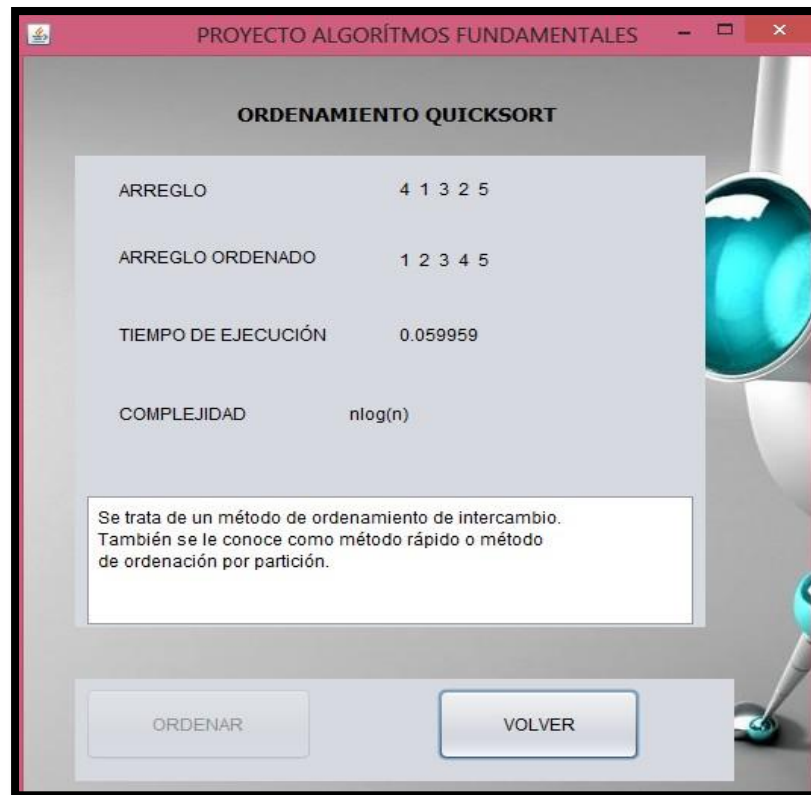 PROYECTO ALGORÍTMOS FUNDAMENTALES
ORDENAMIENTO QUICKSORT
ARREGLO 4 1 3 2 5
ARREGLO ORDENADO 1 2 3 4 5
TIEMPO DE EJECUCIÓN 0.059959
COMPLEJIDAD nlog(n)
Se trata de un método de ordenamiento de intercambio.
También se le conoce como método rápido o método
de ordenación por partición.
ORDENAR VOLVER